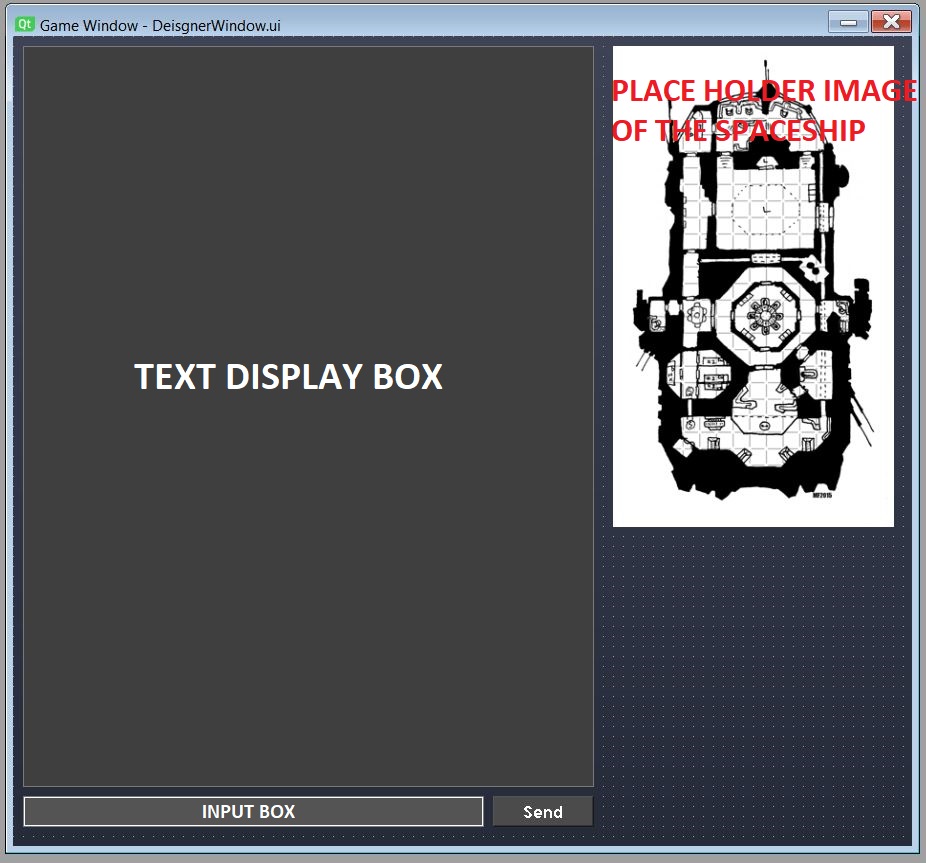 Qt Game Window - DeisgnerWindow.ui
PLACE HOLDER IMAGE
OF THE SPACESHIP
TEXT DISPLAY BOX
MF2015
INPUT BOX
Send